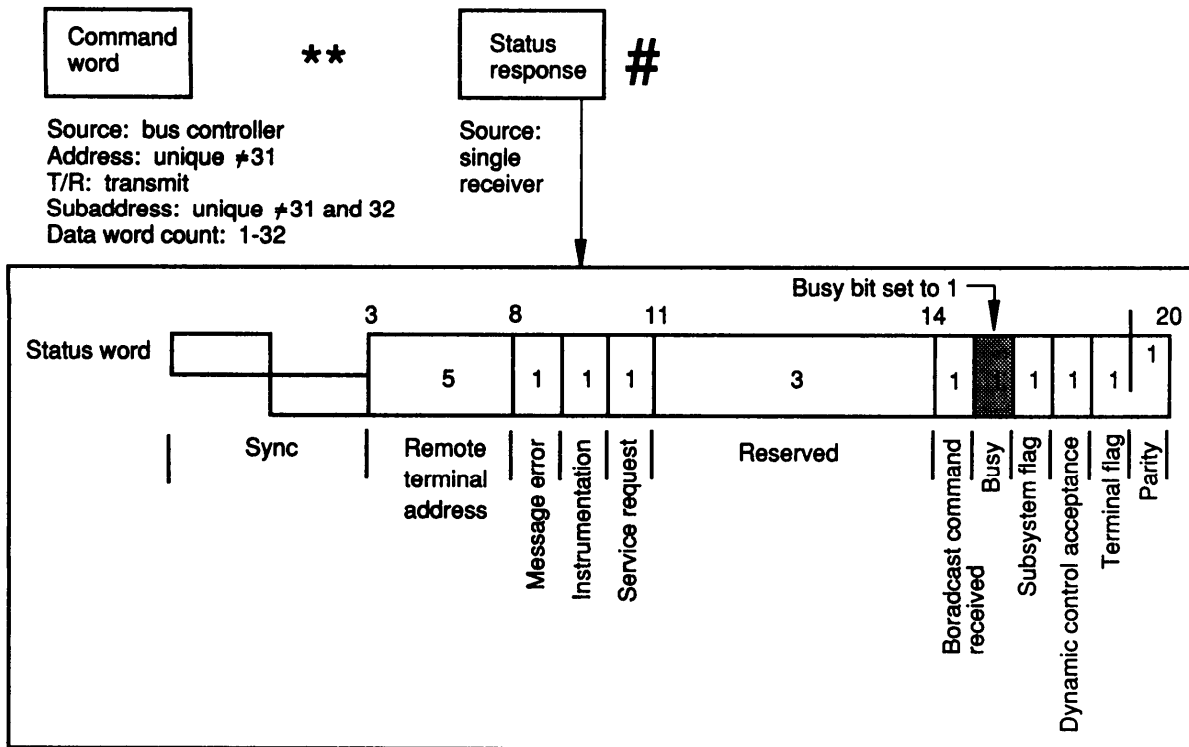 Command
word
**
Status
response
#
Source: bus controller
Address: unique ≠31
T/R: transmit
Subaddress: unique ≠31 and 32
Data word count: 1-32
Source:
single
receiver
Busy bit set to 1
3 8 11 14 20
Status word
5 1 1 1 3 1 1 1 1 1 1
Sync
Remote
terminal
address
Message error
Instrumentation
Service request
Reserved
Boradcast command
received
Busy
Subsystem flag
Dynamic control acceptance
Terminal flag
Parity